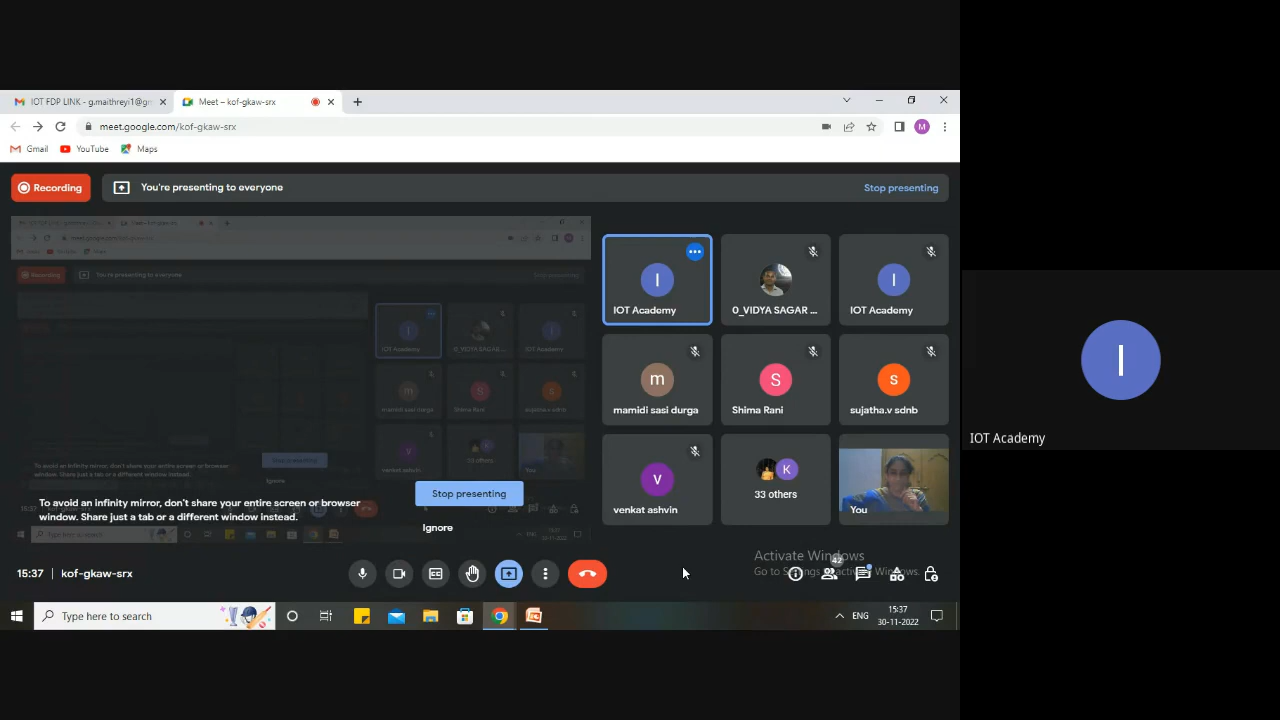 IOT FDP LINK - g.maithreyi1@gr
Meet – kof-gkaw-srx
meet.google.com/kof-gkaw-srx
M
Gmail
YouTube
Maps
Recording
You're presenting to everyone
Stop presenting
I
IOT Academy
0_VIDYA SAGAR ...
I
IOT Academy
m
mamidi sasi durga
S
Shima Rani
s
sujatha.v sdnb
v
venkat ashvin
K
33 others
You
I
IOT Academy
To avoid an infinity mirror, don't share your entire screen or browser
window. Share just a tab or a different window instead.
Stop presenting
Ignore
Activate Windows
15:37 | kof-gkaw-srx
42
Type here to search
ENG
15:37
30-11-2022